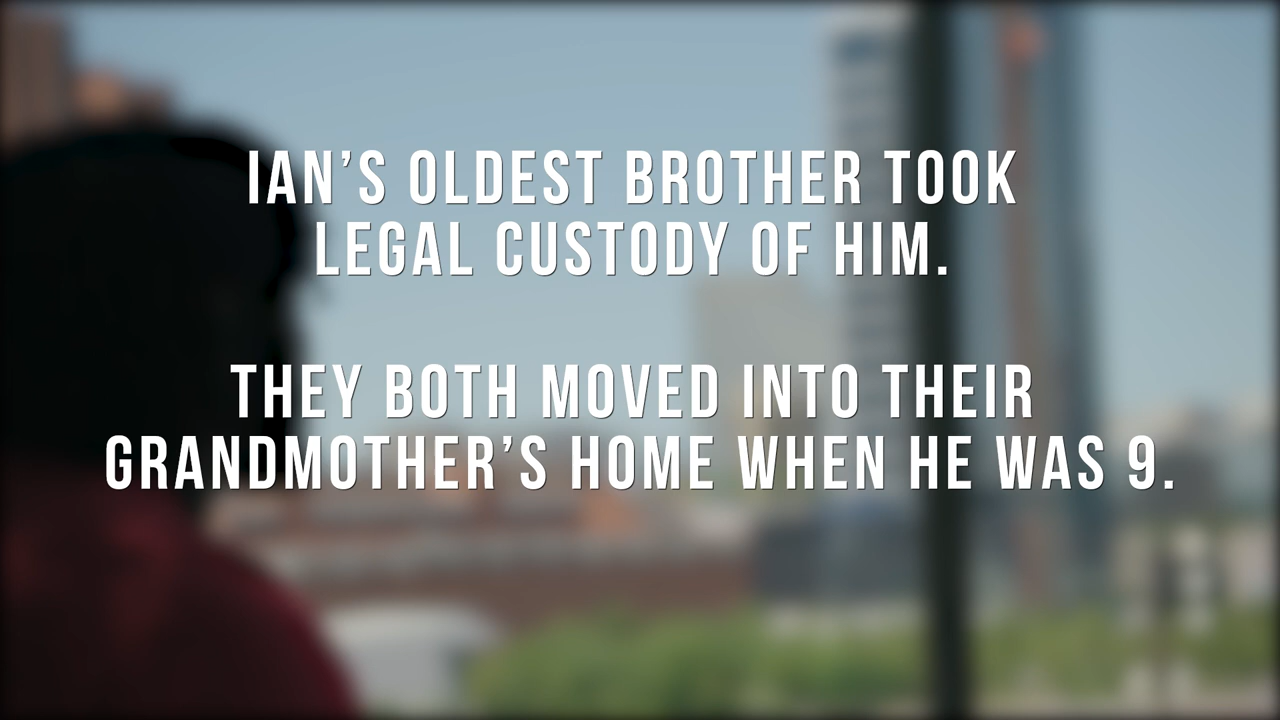 IAN’S OLDEST BROTHER TOOK
LEGAL CUSTODY OF HIM.
THEY BOTH MOVED INTO THEIR
GRANDMOTHER’S HOME WHEN HE WAS 9.